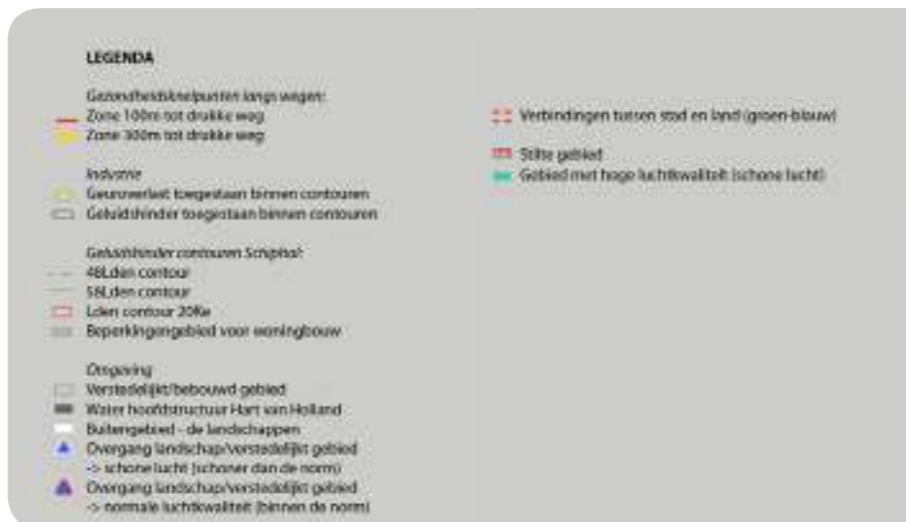 LEGENDA
Gezondheidsknelpunten langs wegen:
Zone 100m tot drukke weg
Zone 300m tot drukke weg
Industrie
Geuroverlast toegestaan binnen contouren
Geluidshinder toegestaan binnen contouren
Geluidshinder contouren Schiphol:
48Lden contour
58Lden contour
Lden contour 20Ke
Beperkingengebied voor woningbouw
Omgeving
Verstedelijkt/bebouwd gebied
Water hoofdstructuur Hart van Holland
Buitengebied - de landschappen
Overgang landschap/verstedelijkt gebied
-> schone lucht (schoner dan de norm)
Overgang landschap/verstedelijkt gebied
-> normale luchtkwaliteit (binnen de norm)
Verbindingen tussen stad en land (groen-blauw)
Stilte gebied
Gebied met hoge luchtkwaliteit (schone lucht)